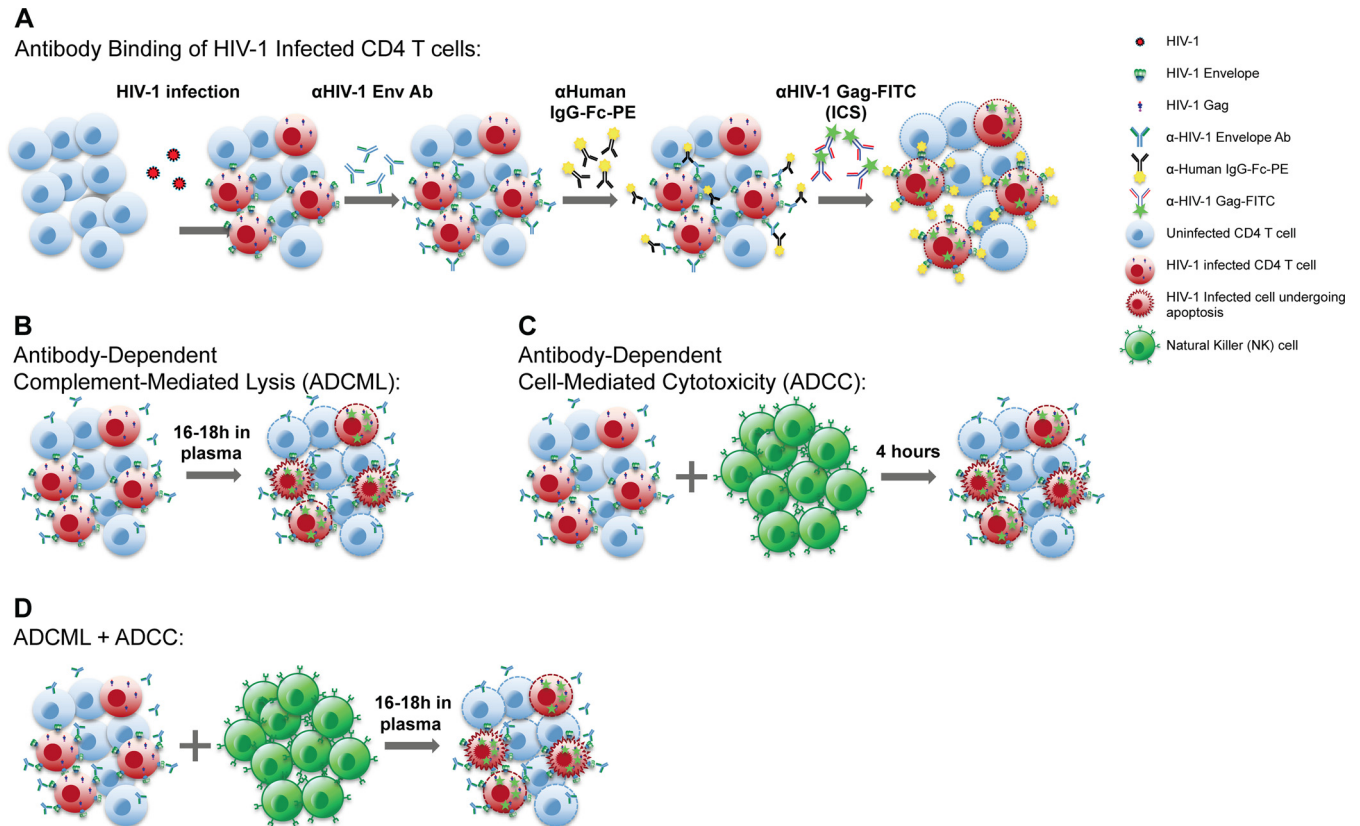 A
Antibody Binding of HIV-1 Infected CD4 T cells:
HIV-1 infection
αHIV-1 Env Ab
αHuman
IgG-Fc-PE
αHIV-1 Gag-FITC
(ICS)
HIV-1
HIV-1 Envelope
HIV-1 Gag
α-HIV-1 Envelope Ab
α-Human IgG-Fc-PE
α-HIV-1 Gag-FITC
Uninfected CD4 T cell
HIV-1 infected CD4 T cell
HIV-1 Infected cell undergoing
apoptosis
Natural Killer (NK) cell
B
Antibody-Dependent
Complement-Mediated Lysis (ADCML):
16-18h in
plasma
C
Antibody-Dependent
Cell-Mediated Cytotoxicity (ADCC):
4 hours
D
ADCML + ADCC:
16-18h in
plasma